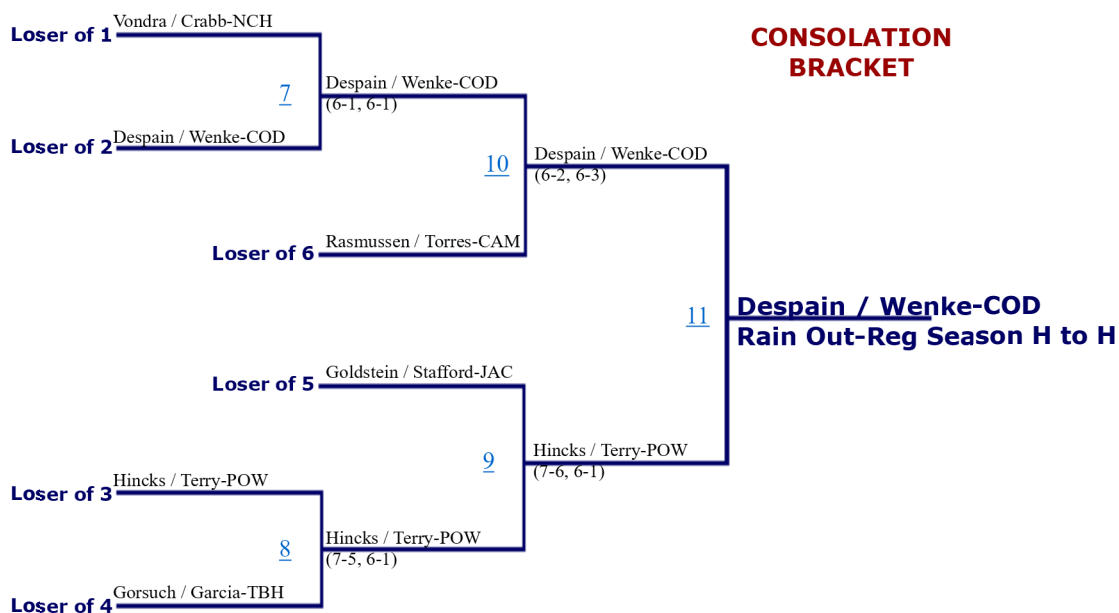 Vondra / Crabb-NCH
Loser of 1
CONSOLATION
BRACKET
Despain / Wenke-COD
7
(6-1, 6-1)
Despain / Wenke-COD
Loser of 2
Despain / Wenke-COD
10
(6-2, 6-3)
Rasmussen / Torres-CAM
Loser of 6
Despain / Wenke-COD
11
Rain Out-Reg Season H to H
Goldstein / Stafford-JAC
Loser of 5
Hincks / Terry-POW
9
(7-6, 6-1)
Hincks / Terry-POW
Loser of 3
Hincks / Terry-POW
8
(7-5, 6-1)
Gorsuch / Garcia-TBH
Loser of 4